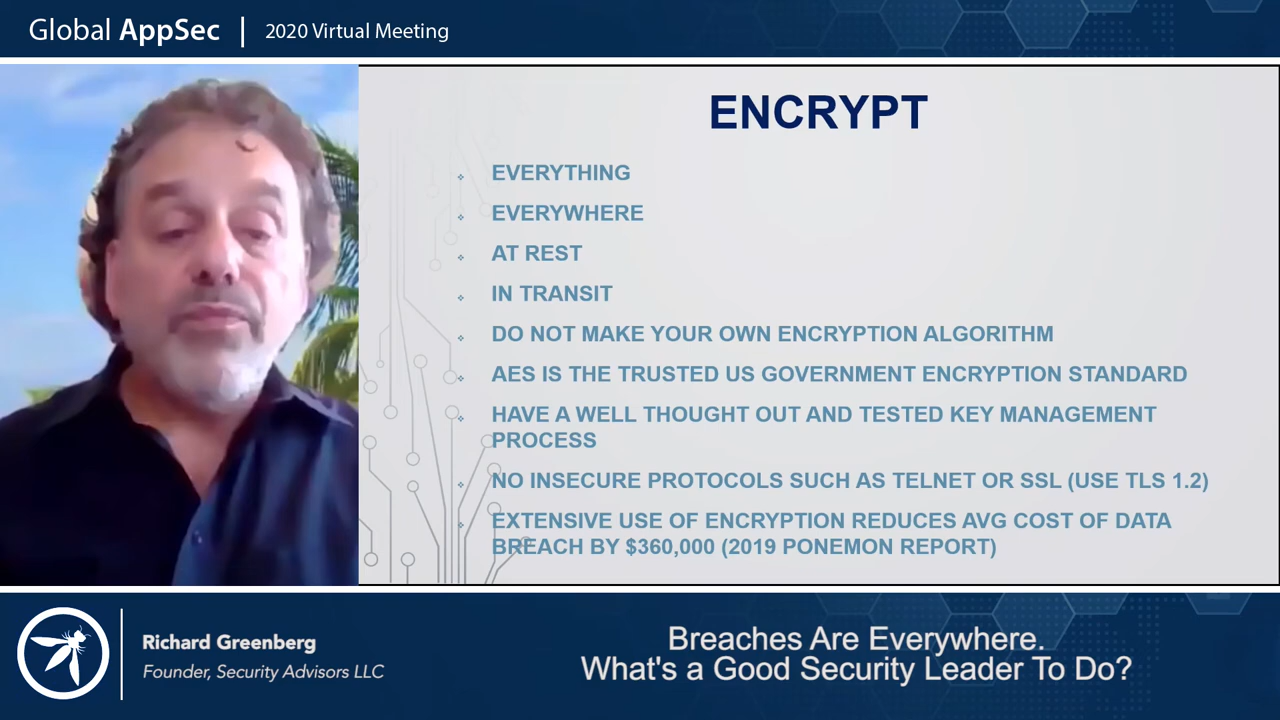 Global AppSec | 2020 Virtual Meeting
ENCRYPT
EVERYTHING
EVERYWHERE
AT REST
IN TRANSIT
DO NOT MAKE YOUR OWN ENCRYPTION ALGORITHM
AES IS THE TRUSTED US GOVERNMENT ENCRYPTION STANDARD
HAVE A WELL THOUGHT OUT AND TESTED KEY MANAGEMENT
PROCESS
NO INSECURE PROTOCOLS SUCH AS TELNET OR SSL (USE TLS 1.2)
EXTENSIVE USE OF ENCRYPTION REDUCES AVG COST OF DATA
BREACH BY $360,000 (2019 PONEMON REPORT)
Richard Greenberg
Founder, Security Advisors LLC
Breaches Are Everywhere.
What's a Good Security Leader To Do?